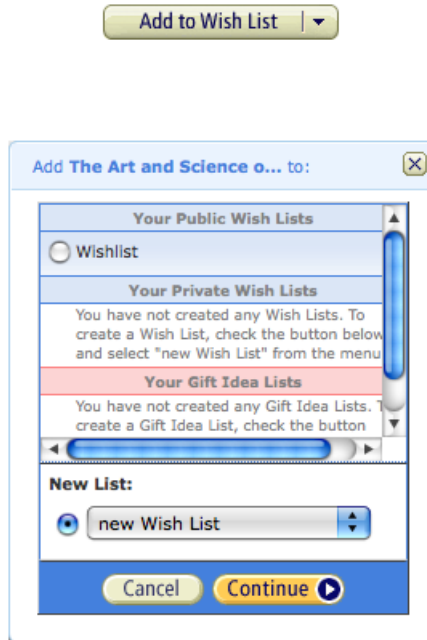 Add to Wish List
Add The Art and Science o... to:
Your Public Wish Lists
Wishlist
Your Private Wish Lists
You have not created any Wish Lists. To
create a Wish List, check the button below
and select "new Wish List" from the menu
Your Gift Idea Lists
You have not created any Gift Idea Lists. T
create a Gift Idea List, check the button
New List:
new Wish List
Cancel Continue